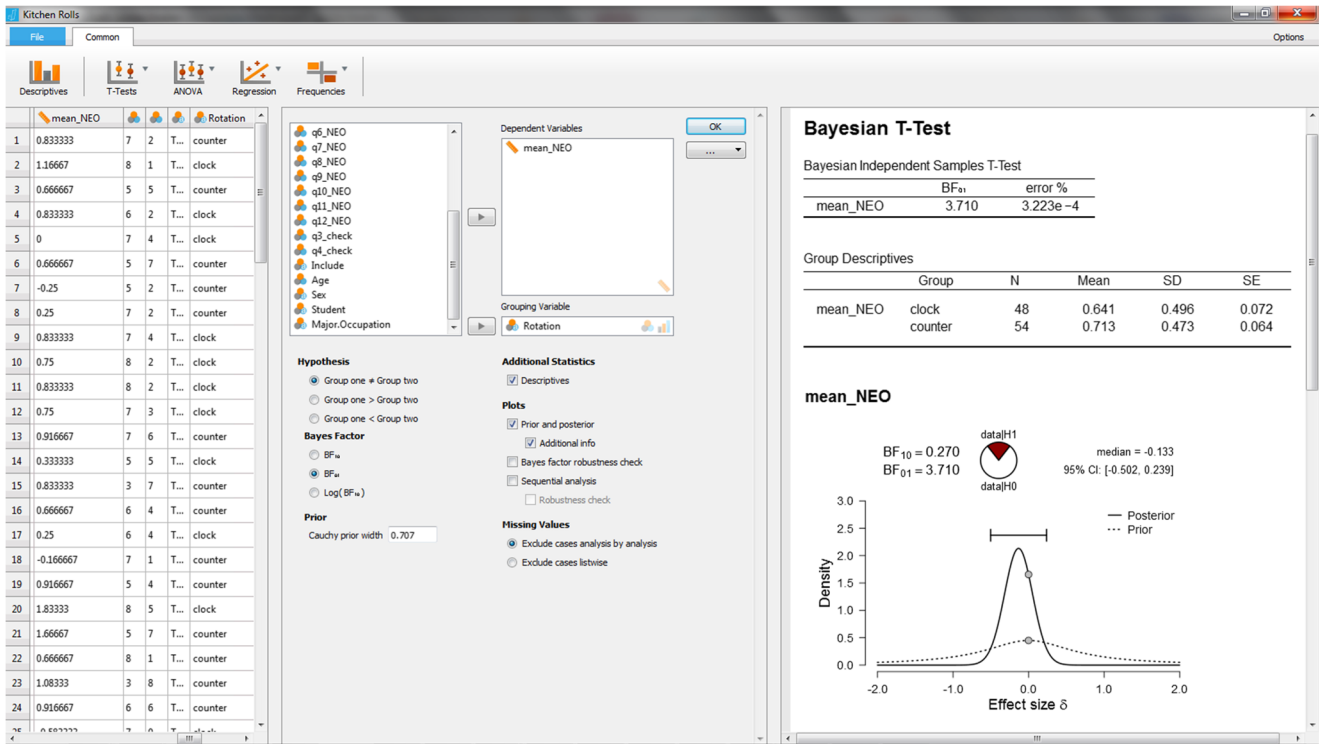 Kitchen Rolls
File Common Options
Descriptives T-Tests ANOVA Regression Frequencies
mean_NEO Rotation
1 0.833333 7 2 T... counter
2 1.16667 8 1 T... clock
3 0.666667 5 5 T... counter
4 0.833333 6 2 T... clock
5 0 7 4 T... clock
6 0.666667 5 7 T... counter
7 -0.25 5 2 T... counter
8 0.25 7 2 T... counter
9 0.833333 7 4 T... clock
10 0.75 8 2 T... clock
11 0.833333 8 2 T... clock
12 0.75 7 3 T... clock
13 0.916667 7 6 T... counter
14 0.333333 5 5 T... clock
15 0.833333 3 7 T... counter
16 0.666667 6 4 T... counter
17 0.25 6 4 T... clock
18 -0.166667 7 1 T... counter
19 0.916667 5 4 T... counter
20 1.83333 8 5 T... clock
21 1.66667 5 7 T... counter
22 0.666667 8 1 T... counter
23 1.08333 3 8 T... counter
24 0.916667 6 6 T... counter
q6_NEO
q7_NEO
q8_NEO
q9_NEO
q10_NEO
q11_NEO
q12_NEO
q3_check
q4_check
Include
Age
Sex
Student
Major.Occupation
Dependent Variables
mean_NEO
Grouping Variable
Rotation
OK
...
Hypothesis
Group one ≠ Group two
Group one > Group two
Group one < Group two
Bayes Factor
BF₁₀
BF₀₁
Log(BF₁₀)
Prior
Cauchy prior width 0.707
Additional Statistics
Descriptives
Plots
Prior and posterior
Additional info
Bayes factor robustness check
Sequential analysis
Robustness check
Missing Values
Exclude cases analysis by analysis
Exclude cases listwise
Bayesian T-Test
Bayesian Independent Samples T-Test
BF₀₁ error %
mean_NEO 3.710 3.223e −4
Group Descriptives
Group N Mean SD SE
mean_NEO clock 48 0.641 0.496 0.072
counter 54 0.713 0.473 0.064
mean_NEO
data|H1
BF₁₀ = 0.270
BF₀₁ = 3.710
data|H0
median = -0.133
95% CI: [-0.502, 0.239]
Posterior
Prior
3.0
2.5
2.0
1.5
1.0
0.5
0.0
Density
-2.0 -1.0 0.0 1.0 2.0
Effect size δ